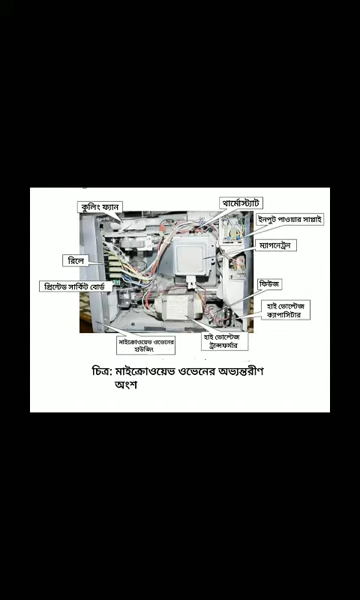 কুলিং ফ্যান
থার্মোস্ট্যাট
ইনপুট পাওয়ার সাপ্লাই
ম্যাগনেট্রন
রিলে
প্রিন্টেড সার্কিট বোর্ড
ফিউজ
হাই ভোল্টেজ
ক্যাপাসিটার
মাইক্রোওয়েভ ওভেনের
হাউজিং
হাই ভোল্টেজ
ট্রান্সফর্মার
চিত্র: মাইক্রোওয়েভ ওভেনের অভ্যন্তরীণ
অংশ